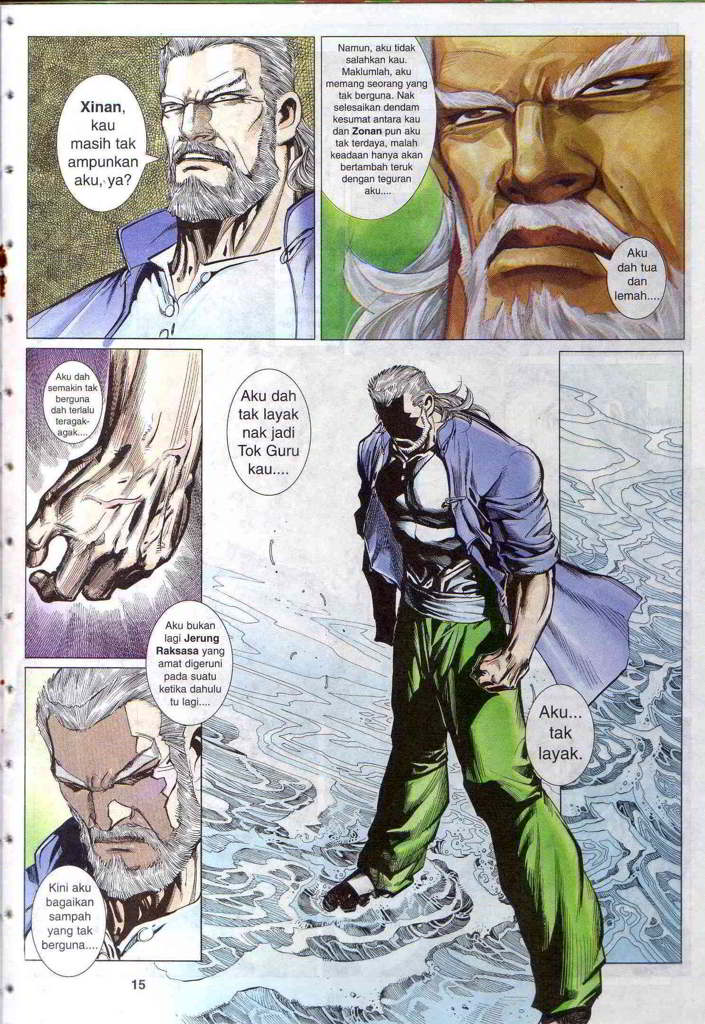 Xinan,
kau
masih tak
ampunkan
aku, ya?
Namun, aku tidak
salahkan kau.
Maklumlah, aku
memang seorang yang
tak berguna. Nak
selesaikan dendam
kesumat antara kau
dan Zonan pun aku
tak terdaya, malah
keadaan hanya akan
bertambah teruk
dengan teguran
aku....
Aku
dah tua
dan
lemah....
Aku dah
semakin tak
berguna
dah terlalu
teragak-
agak....
Aku dah
tak layak
nak jadi
Tok Guru
kau....
Aku bukan
lagi Jerung
Raksasa yang
amat digeruni
pada suatu
ketika dahulu
tu lagi....
Kini aku
bagaikan
sampah
yang tak
berguna....
Aku...
tak
layak.
15